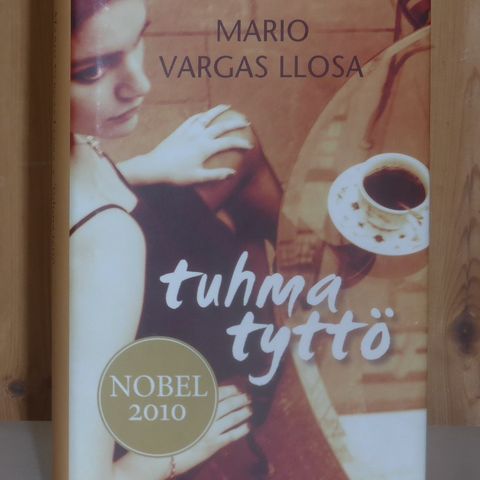 MARIO
VARGAS LLOSA
tuhma
tyttö
NOBEL
2010